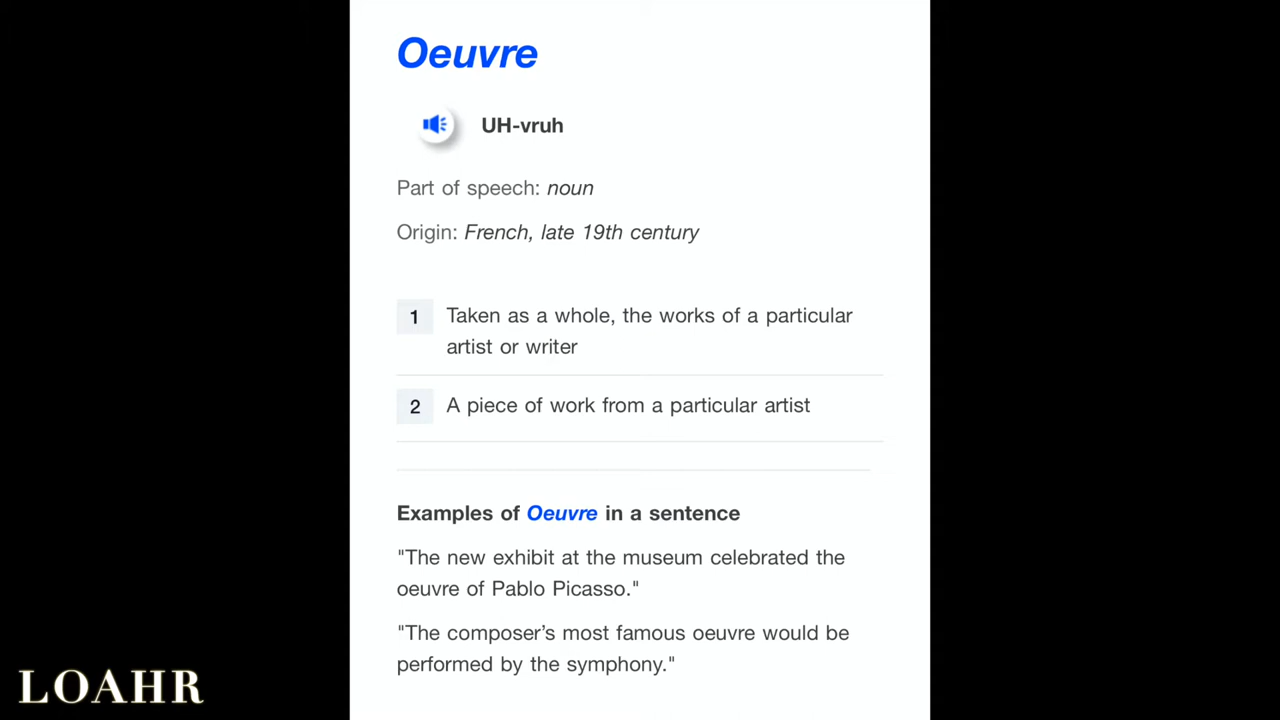 Oeuvre
UH-vruh
Part of speech: noun
Origin: French, late 19th century
1 Taken as a whole, the works of a particular
artist or writer
2 A piece of work from a particular artist
Examples of Oeuvre in a sentence
"The new exhibit at the museum celebrated the
oeuvre of Pablo Picasso."
"The composer’s most famous oeuvre would be
performed by the symphony."
LOAHR